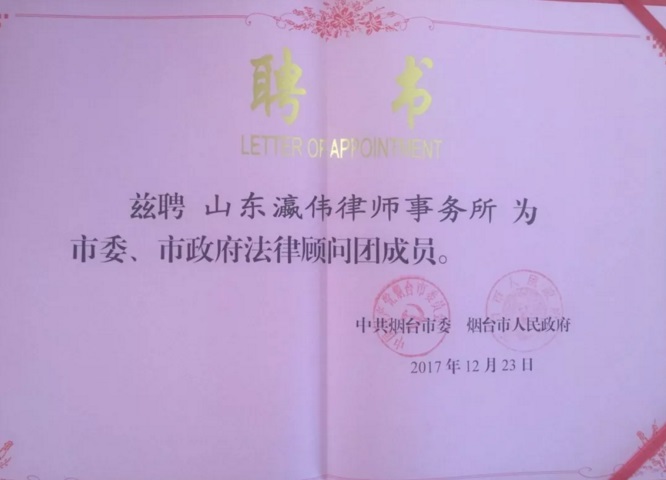 聘 书
LETTER OF APPOINTMENT
兹聘 山东瀛伟律师事务所 为
市委、市政府法律顾问团成员。
中共烟台市委 烟台市人民政府
2017年12月23日